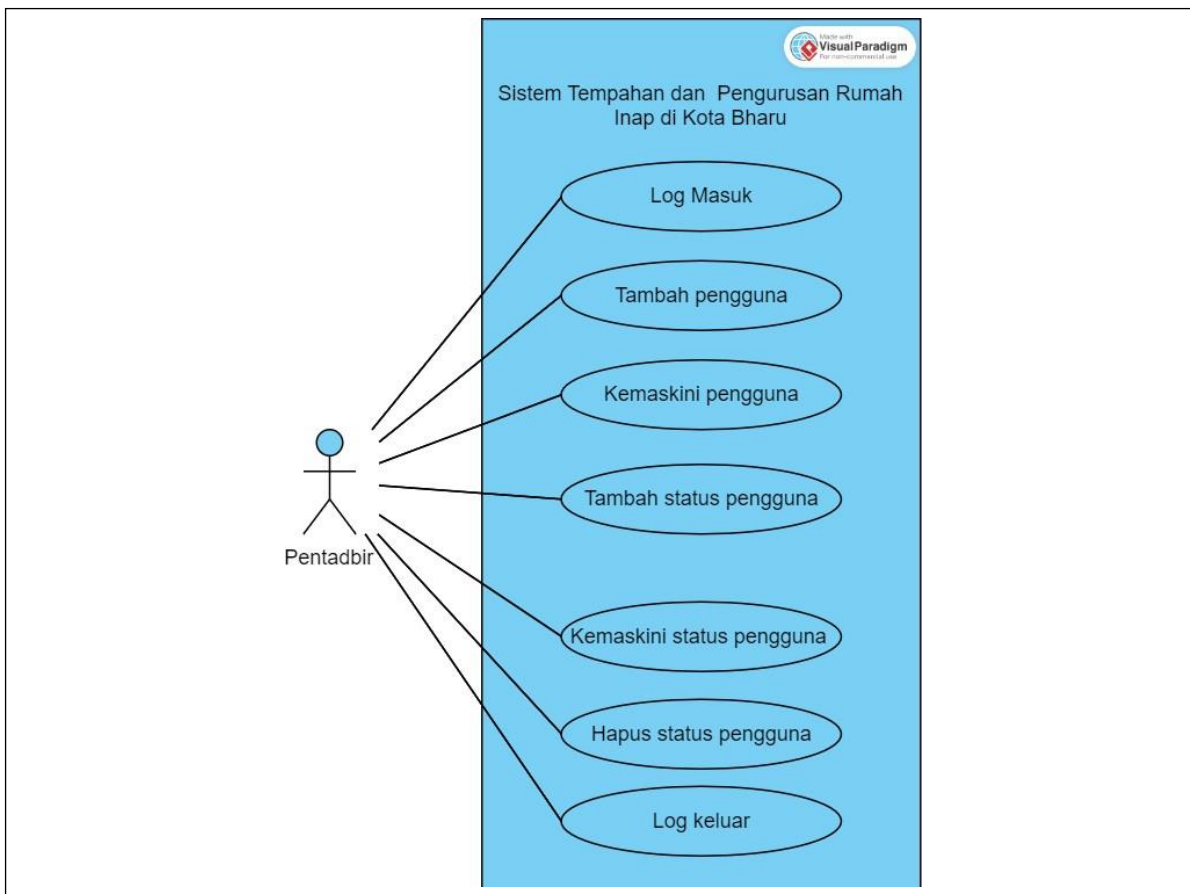 Made with
Visual Paradigm
For non-commercial use
Sistem Tempahan dan Pengurusan Rumah
Inap di Kota Bharu
Log Masuk
Tambah pengguna
Kemaskini pengguna
Tambah status pengguna
Pentadbir
Kemaskini status pengguna
Hapus status pengguna
Log keluar